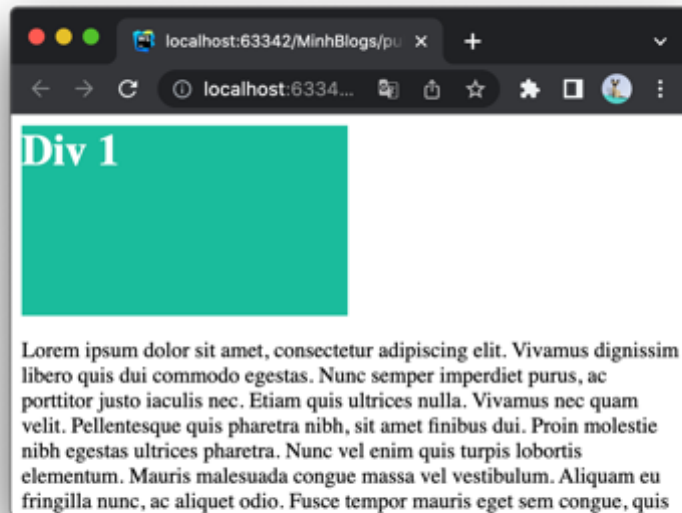 localhost:63342/MinhBlogs/pu
localhost:6334...
Div 1
Lorem ipsum dolor sit amet, consectetur adipiscing elit. Vivamus dignissim
libero quis dui commodo egestas. Nunc semper imperdiet purus, ac
porttitor justo iaculis nec. Etiam quis ultrices nulla. Vivamus nec quam
velit. Pellentesque quis pharetra nibh, sit amet finibus dui. Proin molestie
nibh egestas ultrices pharetra. Nunc vel enim quis turpis lobortis
elementum. Mauris malesuada congue massa vel vestibulum. Aliquam eu
fringilla nunc, ac aliquet odio. Fusce tempor mauris eget sem congue, quis